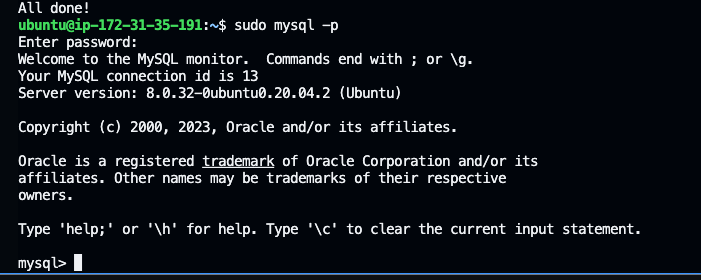 All done!
ubuntu@ip-172-31-35-191:~$ sudo mysql -p
Enter password:
Welcome to the MySQL monitor.  Commands end with ; or \g.
Your MySQL connection id is 13
Server version: 8.0.32-0ubuntu0.20.04.2 (Ubuntu)

Copyright (c) 2000, 2023, Oracle and/or its affiliates.

Oracle is a registered trademark of Oracle Corporation and/or its
affiliates. Other names may be trademarks of their respective
owners.

Type 'help;' or '\h' for help. Type '\c' to clear the current input statement.

mysql>